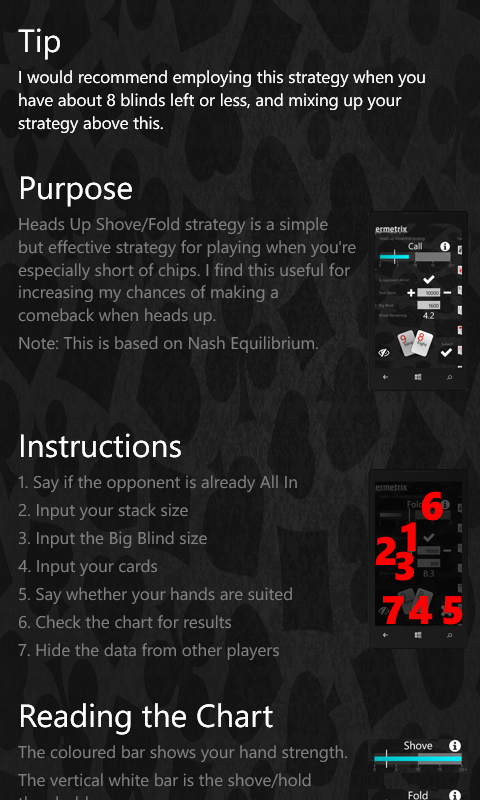 Tip
I would recommend employing this strategy when you
have about 8 blinds left or less, and mixing up your
strategy above this.
Purpose
Heads Up Shove/Fold strategy is a simple
but effective strategy for playing when you're
especially short of chips. I find this useful for
increasing my chances of making a
comeback when heads up.
Note: This is based on Nash Equilibrium.
ermetrix
Call
10000
1600
4.2
9 8
Instructions
1. Say if the opponent is already All In
2. Input your stack size
3. Input the Big Blind size
4. Input your cards
5. Say whether your hands are suited
6. Check the chart for results
7. Hide the data from other players
ermetrix
6
1
2
3
8.3
7 4 5
Reading the Chart
The coloured bar shows your hand strength.
The vertical white bar is the shove/hold
Shove
Fold